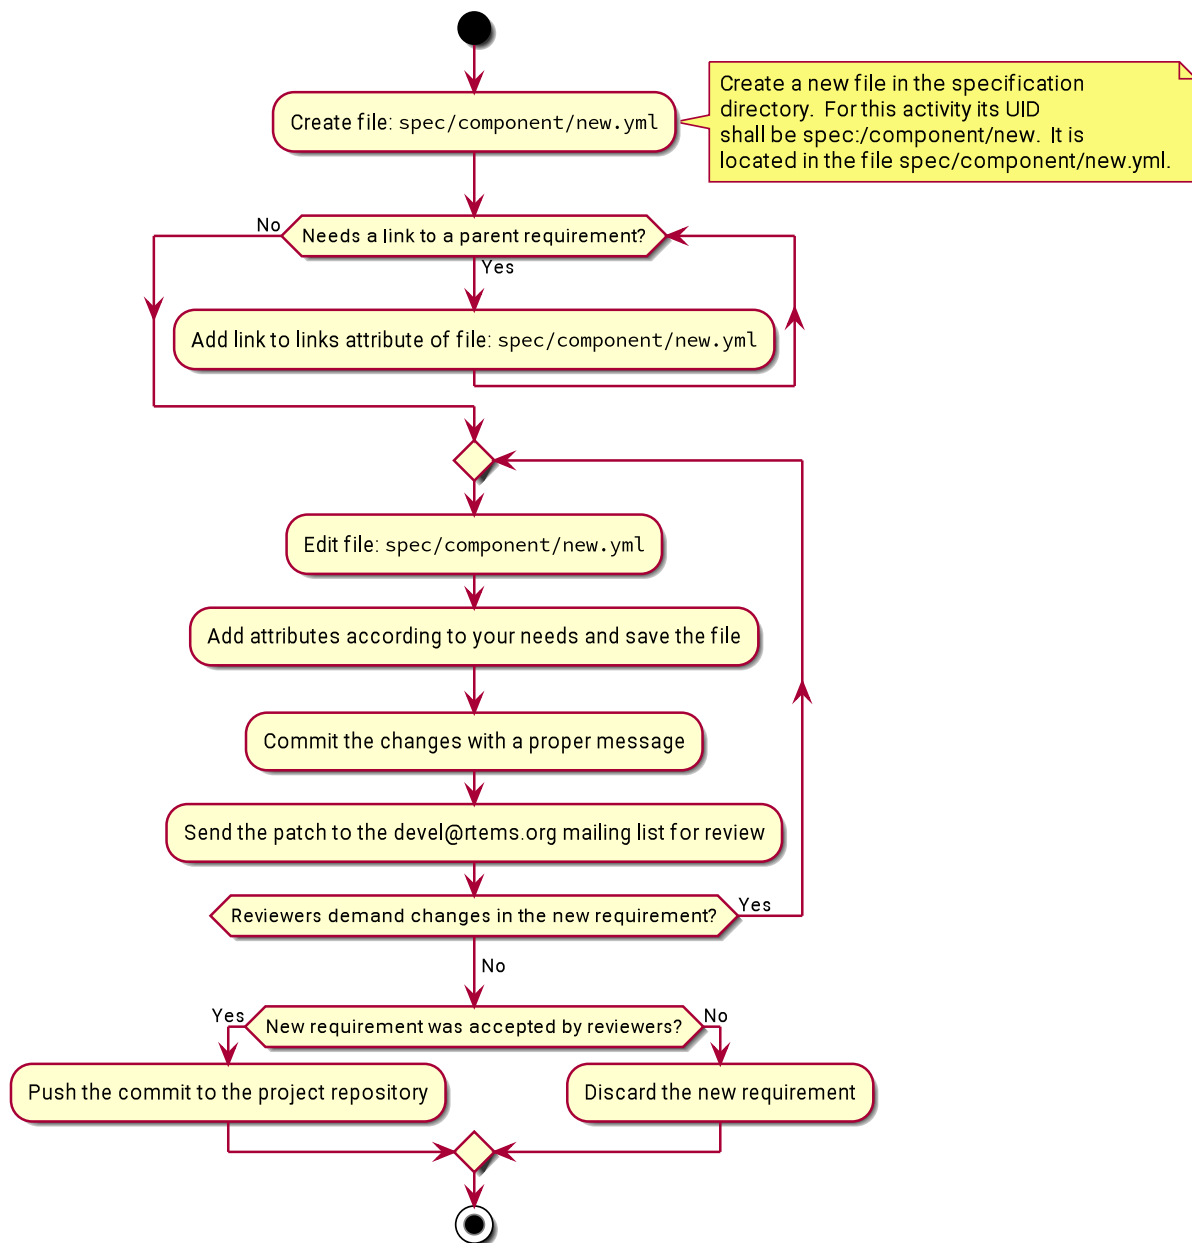 Create file: spec/component/new.yml
Create a new file in the specification
directory.  For this activity its UID
shall be spec:/component/new.  It is
located in the file spec/component/new.yml.
No
Needs a link to a parent requirement?
Yes
Add link to links attribute of file: spec/component/new.yml
Edit file: spec/component/new.yml
Add attributes according to your needs and save the file
Commit the changes with a proper message
Send the patch to the devel@rtems.org mailing list for review
Reviewers demand changes in the new requirement?
Yes
No
Yes
New requirement was accepted by reviewers?
No
Push the commit to the project repository
Discard the new requirement